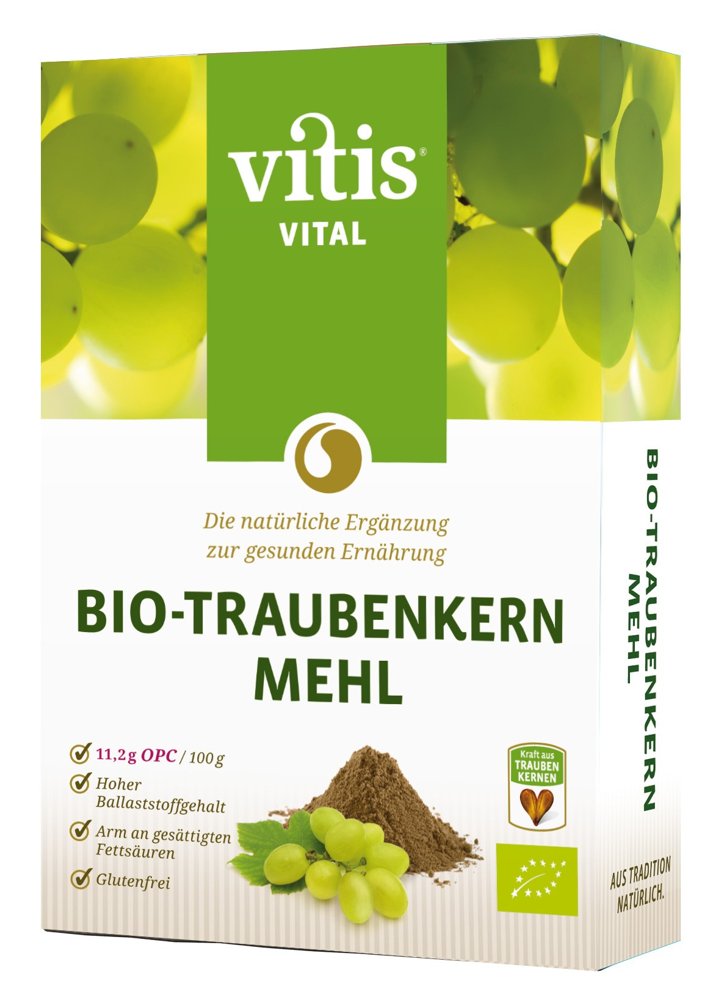 vitis®
VITAL
Die natürliche Ergänzung
zur gesunden Ernährung
BIO-TRAUBENKERN
MEHL
11,2 g OPC / 100 g
Hoher
Ballaststoffgehalt
Arm an gesättigten
Fettsäuren
Glutenfrei
Kraft aus
TRAUBEN
KERNEN
BIO-TRAUBENKERN
MEHL
AUS TRADITION
NATÜRLICH.